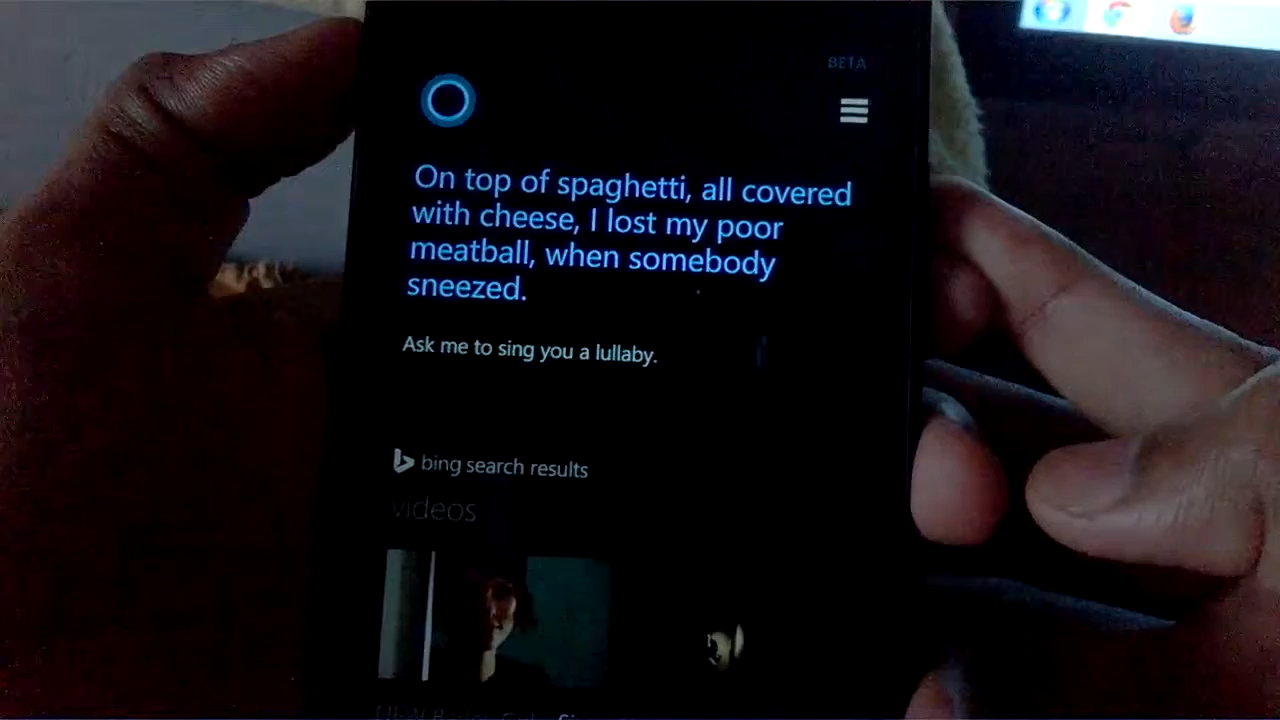 BETA
On top of spaghetti, all covered
with cheese, I lost my poor
meatball, when somebody
sneezed.
Ask me to sing you a lullaby.
bing search results
videos